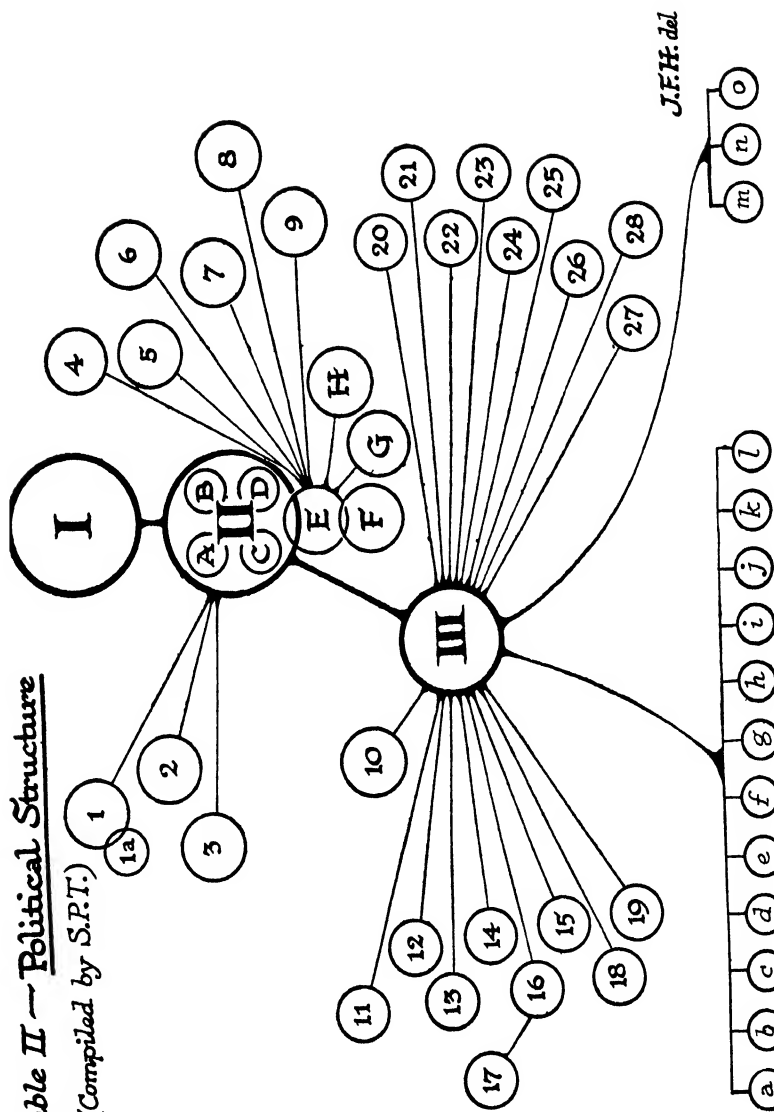 able II — Political Structure
(Compiled by S.P.T.)
I
1
1a
2
3
A
B
II
C
D
E
F
G
H
4
5
6
7
8
9
III
10
11
12
13
14
15
16
17
18
19
20
21
22
23
24
25
26
28
27
J.F.H. del
a b c d e f g h i j k l
m n o